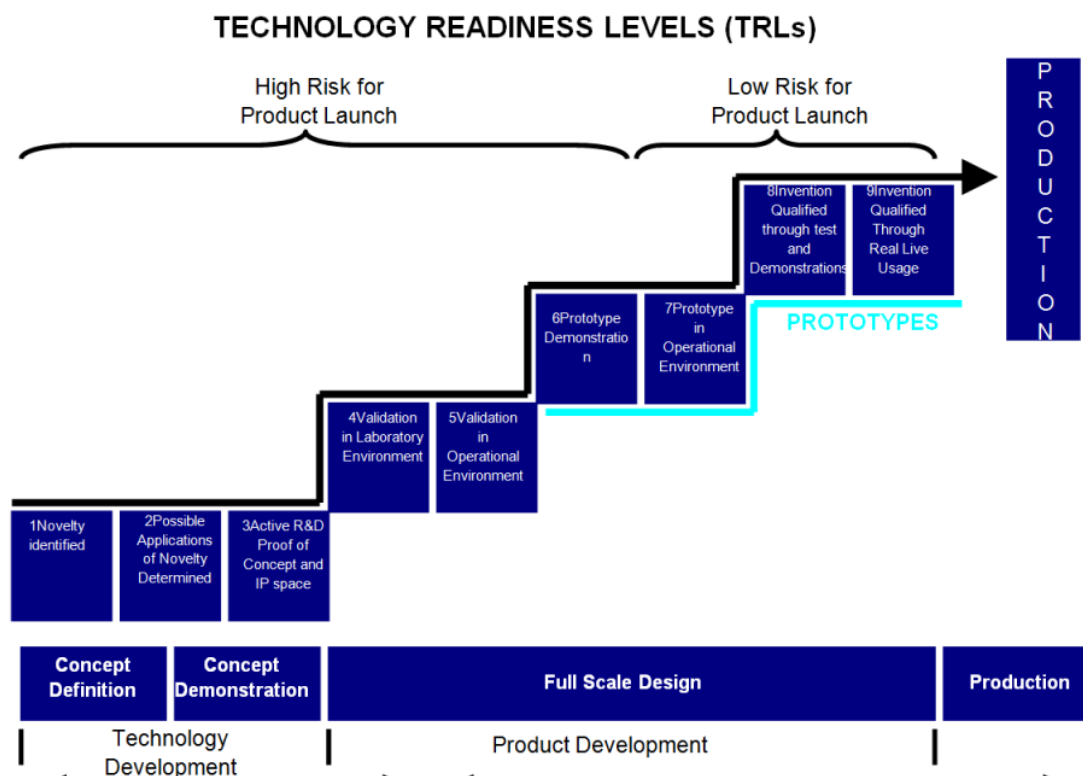 TECHNOLOGY READINESS LEVELS (TRLs)
High Risk for
Product Launch
Low Risk for
Product Launch
P
R
O
D
U
C
T
I
O
N
8Invention
Qualified
through test
and
Demonstrations
9Invention
Qualified
Through
Real Live
Usage
6Prototype
Demonstratio
n
7Prototype
in
Operational
Environment
PROTOTYPES
4Validation
in Laboratory
Environment
5Validation
in
Operational
Environment
1Novelty
identified
2Possible
Applications
of Novelty
Determined
3Active R&D
Proof of
Concept and
IP space
Concept
Definition
Concept
Demonstration
Full Scale Design
Production
Technology
Development
Product Development